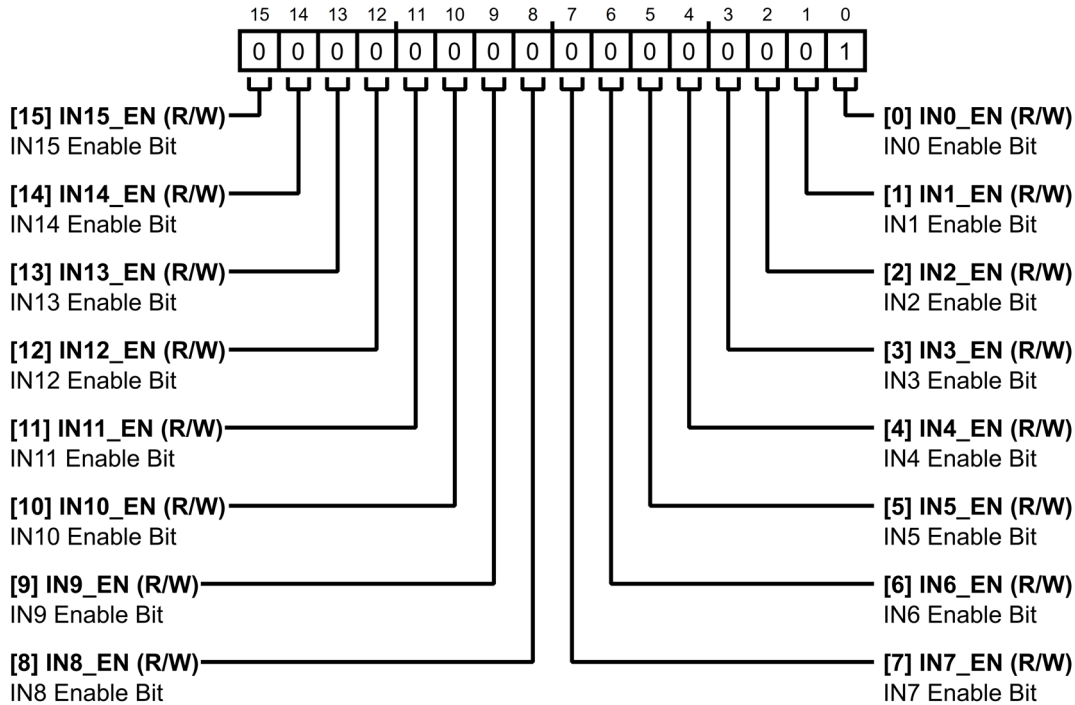 15 14 13 12 11 10 9 8 7 6 5 4 3 2 1 0
0 0 0 0 0 0 0 0 0 0 0 0 0 0 0 1
[15] IN15_EN (R/W)
IN15 Enable Bit
[0] IN0_EN (R/W)
IN0 Enable Bit
[14] IN14_EN (R/W)
IN14 Enable Bit
[1] IN1_EN (R/W)
IN1 Enable Bit
[13] IN13_EN (R/W)
IN13 Enable Bit
[2] IN2_EN (R/W)
IN2 Enable Bit
[12] IN12_EN (R/W)
IN12 Enable Bit
[3] IN3_EN (R/W)
IN3 Enable Bit
[11] IN11_EN (R/W)
IN11 Enable Bit
[4] IN4_EN (R/W)
IN4 Enable Bit
[10] IN10_EN (R/W)
IN10 Enable Bit
[5] IN5_EN (R/W)
IN5 Enable Bit
[9] IN9_EN (R/W)
IN9 Enable Bit
[6] IN6_EN (R/W)
IN6 Enable Bit
[8] IN8_EN (R/W)
IN8 Enable Bit
[7] IN7_EN (R/W)
IN7 Enable Bit